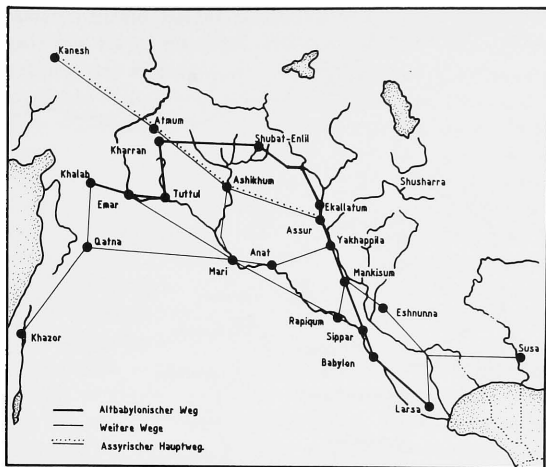 Kanesh
Atmum
Kharran
Shubat-Enlil
Khalab
Emar
Tuttul
Ashikhum
Shusharra
Ekallatum
Assur
Qatna
Yakhappila
Mari
Anat
Mankisum
Rapiqum
Eshnunna
Khazor
Sippar
Susa
Babylon
Larsa
Altbabylonischer Weg
Weitere Wege
Assyrischer Hauptweg.